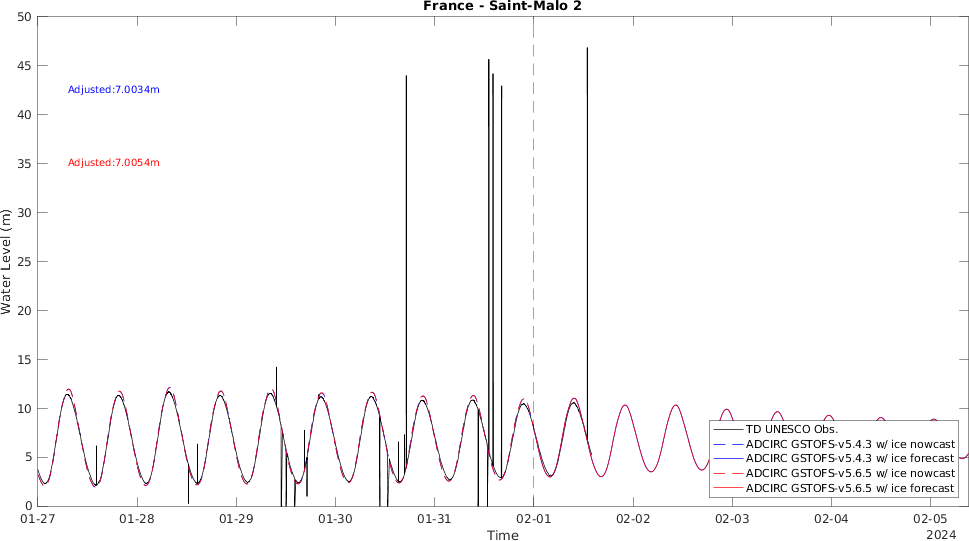 France - Saint-Malo 2
50
45
40
35
30
25
20
15
10
5
0
Water Level (m)
Adjusted:7.0034m
Adjusted:7.0054m
TD UNESCO Obs.
ADCIRC GSTOFS-v5.4.3 w/ ice nowcast
ADCIRC GSTOFS-v5.4.3 w/ ice forecast
ADCIRC GSTOFS-v5.6.5 w/ ice nowcast
ADCIRC GSTOFS-v5.6.5 w/ ice forecast
01-27 01-28 01-29 01-30 01-31 02-01 02-02 02-03 02-04 02-05
Time
2024